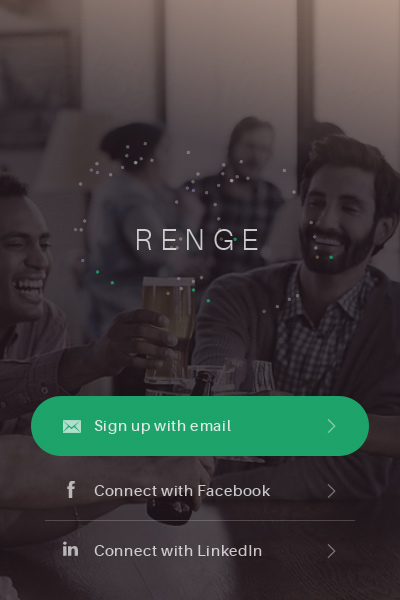 RENGE
Sign up with email
Connect with Facebook
Connect with LinkedIn